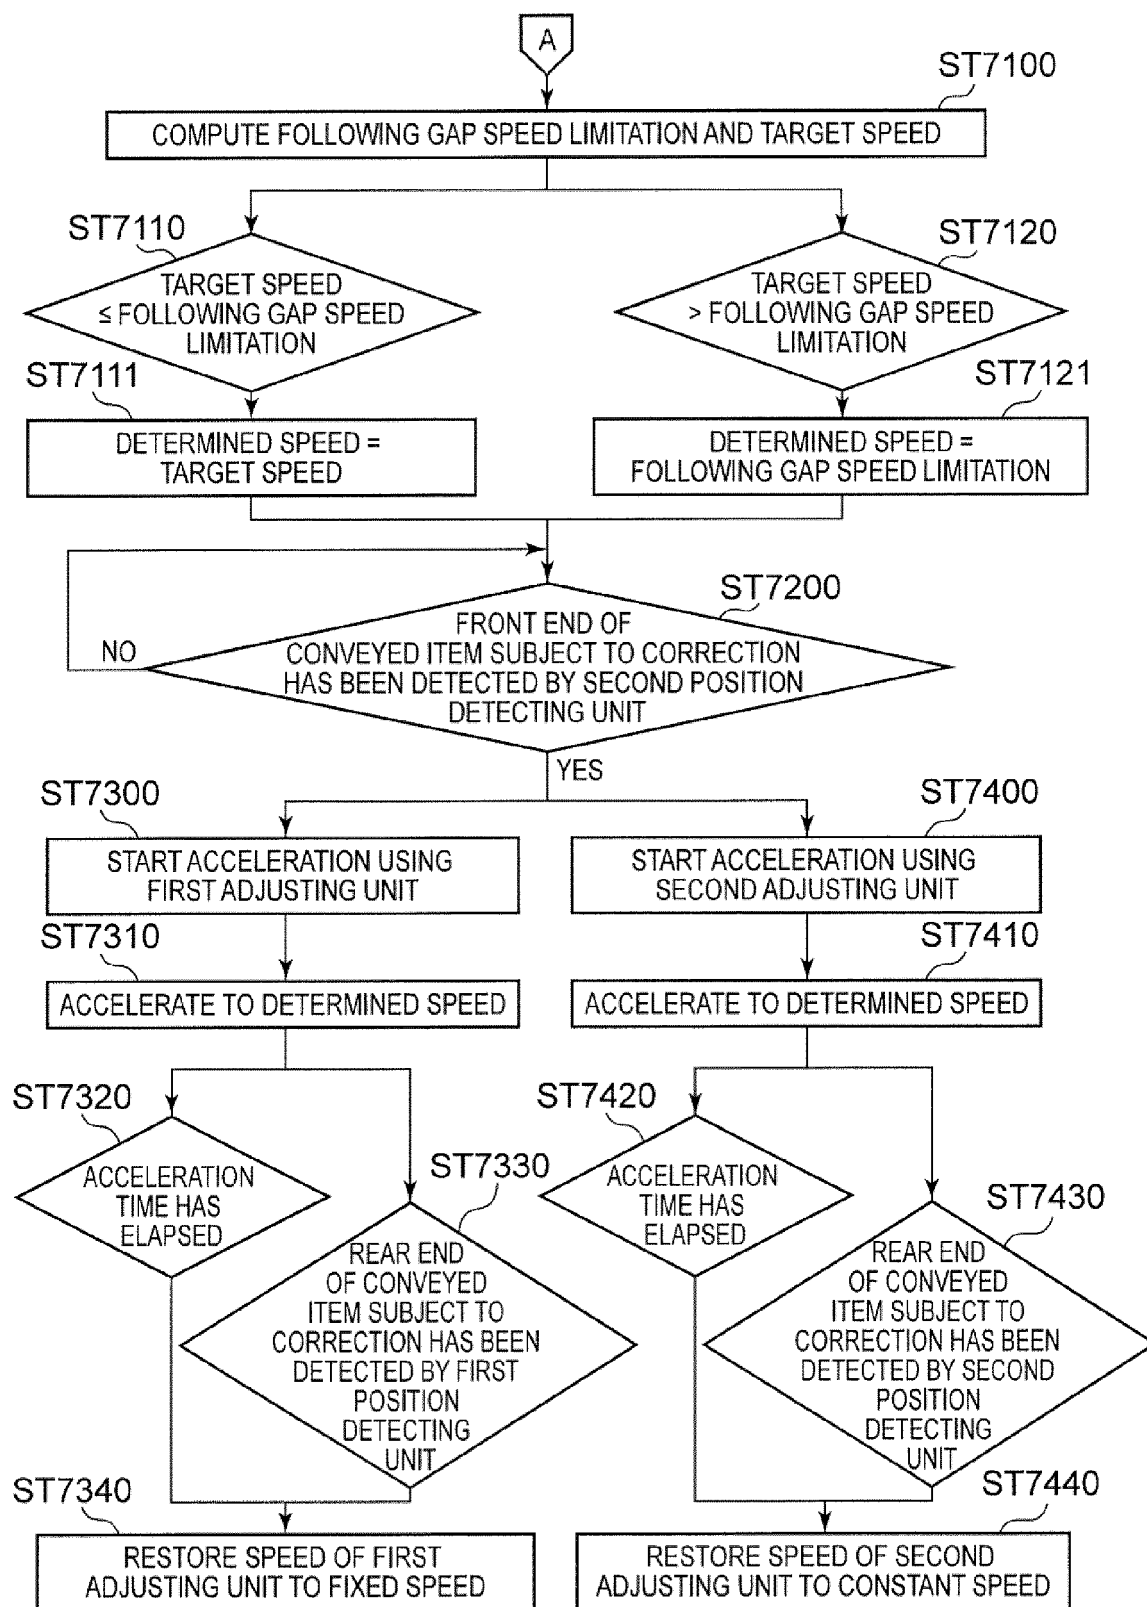 A
ST7100
COMPUTE FOLLOWING GAP SPEED LIMITATION AND TARGET SPEED
ST7110
TARGET SPEED
≤ FOLLOWING GAP SPEED
LIMITATION
ST7120
TARGET SPEED
> FOLLOWING GAP SPEED
LIMITATION
ST7111
DETERMINED SPEED =
TARGET SPEED
ST7121
DETERMINED SPEED =
FOLLOWING GAP SPEED LIMITATION
ST7200
FRONT END OF
CONVEYED ITEM SUBJECT TO CORRECTION
HAS BEEN DETECTED BY SECOND POSITION
DETECTING UNIT
NO
YES
ST7300
START ACCELERATION USING
FIRST ADJUSTING UNIT
ST7400
START ACCELERATION USING
SECOND ADJUSTING UNIT
ST7310
ACCELERATE TO DETERMINED SPEED
ST7410
ACCELERATE TO DETERMINED SPEED
ST7320
ACCELERATION
TIME HAS
ELAPSED
ST7330
REAR END
OF CONVEYED
ITEM SUBJECT TO
CORRECTION HAS BEEN
DETECTED BY FIRST
POSITION
DETECTING
UNIT
ST7420
ACCELERATION
TIME HAS
ELAPSED
ST7430
REAR END
OF CONVEYED
ITEM SUBJECT TO
CORRECTION HAS BEEN
DETECTED BY SECOND
POSITION
DETECTING
UNIT
ST7340
RESTORE SPEED OF FIRST
ADJUSTING UNIT TO FIXED SPEED
ST7440
RESTORE SPEED OF SECOND
ADJUSTING UNIT TO CONSTANT SPEED